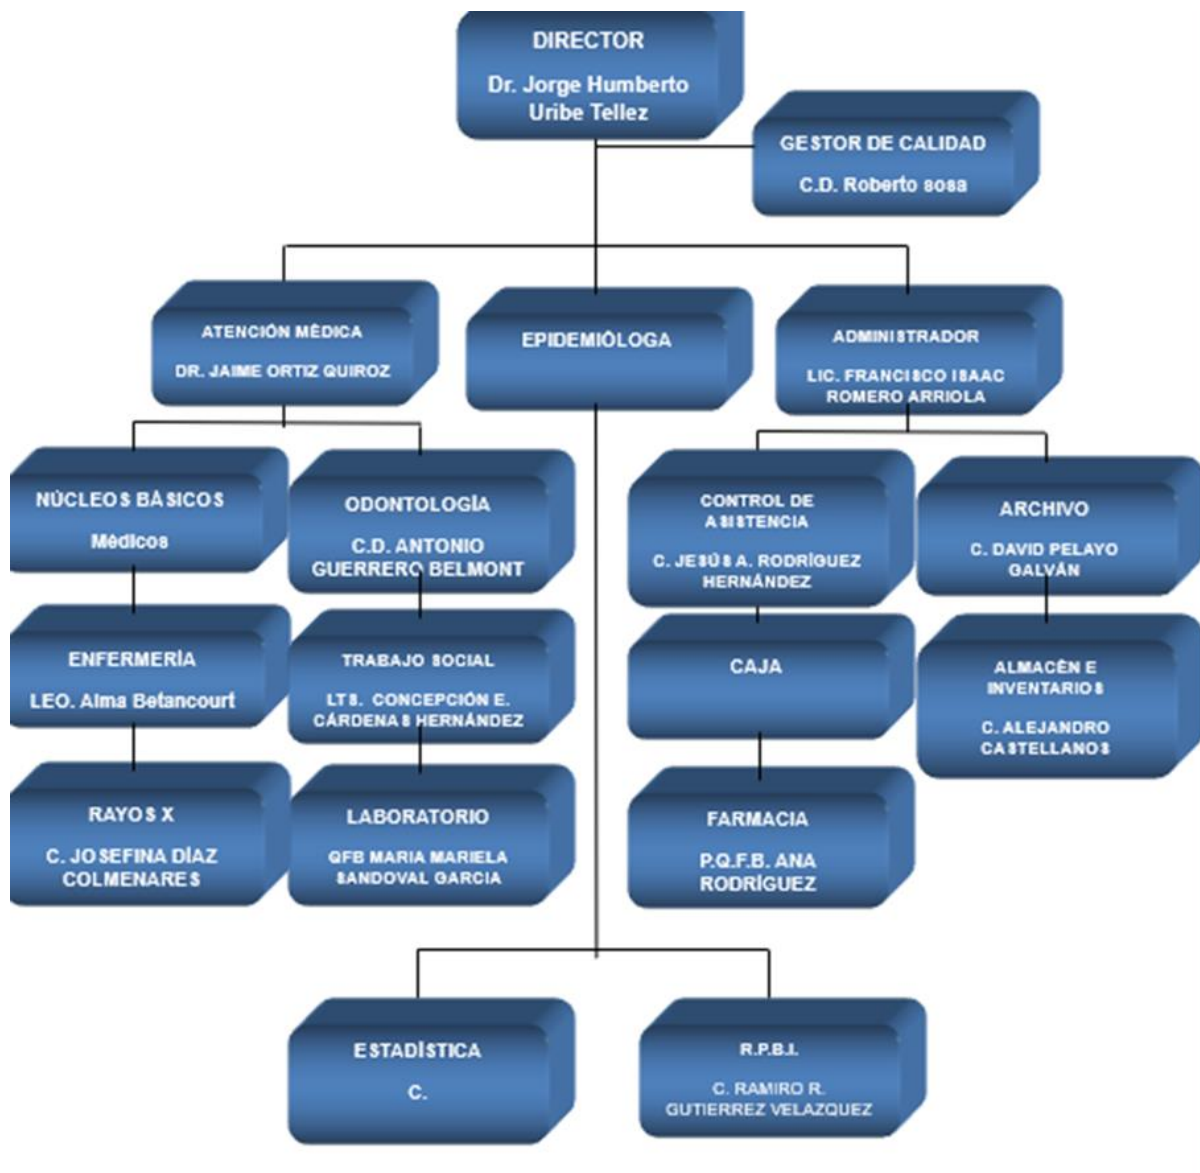 DIRECTOR
Dr. Jorge Humberto
Uribe Tellez
GESTOR DE CALIDAD
C.D. Roberto sosa
ATENCIÓN MÉDICA
DR. JAIME ORTIZ QUIROZ
EPIDEMIÓLOGA
ADMINISTRADOR
LIC. FRANCISCO ISAAC
ROMERO ARRIOLA
NÚCLEOS BÁSICOS
Médicos
ODONTOLOGÍA
C.D. ANTONIO
GUERRERO BELMONT
CONTROL DE
ASISTENCIA
C. JESÚS A. RODRÍGUEZ
HERNÁNDEZ
ARCHIVO
C. DAVID PELAYO
GALVÁN
ENFERMERÍA
LEO. Alma Betancourt
TRABAJO SOCIAL
LTS. CONCEPCIÓN E.
CÁRDENAS HERNÁNDEZ
CAJA
ALMACÉN E
INVENTARIOS
C. ALEJANDRO
CASTELLANOS
RAYOS X
C. JOSEFINA DÍAZ
COLMENARES
LABORATORIO
QFB MARIA MARIELA
SANDOVAL GARCIA
FARMACIA
P.Q.F.B. ANA
RODRÍGUEZ
ESTADÍSTICA
C.
R.P.B.I.
C. RAMIRO R.
GUTIERREZ VELAZQUEZ